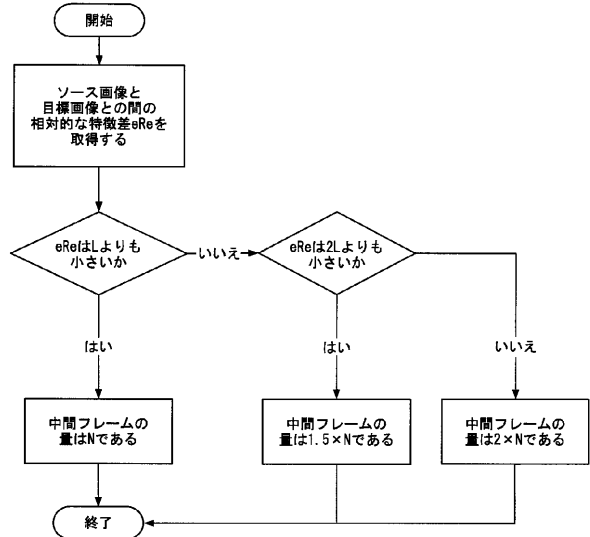 開始
ソース画像と
目標画像との間の
相対的な特徴差eReを
取得する
eReはLよりも
小さいか
いいえ
eReは2Lよりも
小さいか
はい
はい
いいえ
中間フレームの
量はNである
中間フレームの
量は1.5×Nである
中間フレームの
量は2×Nである
終了